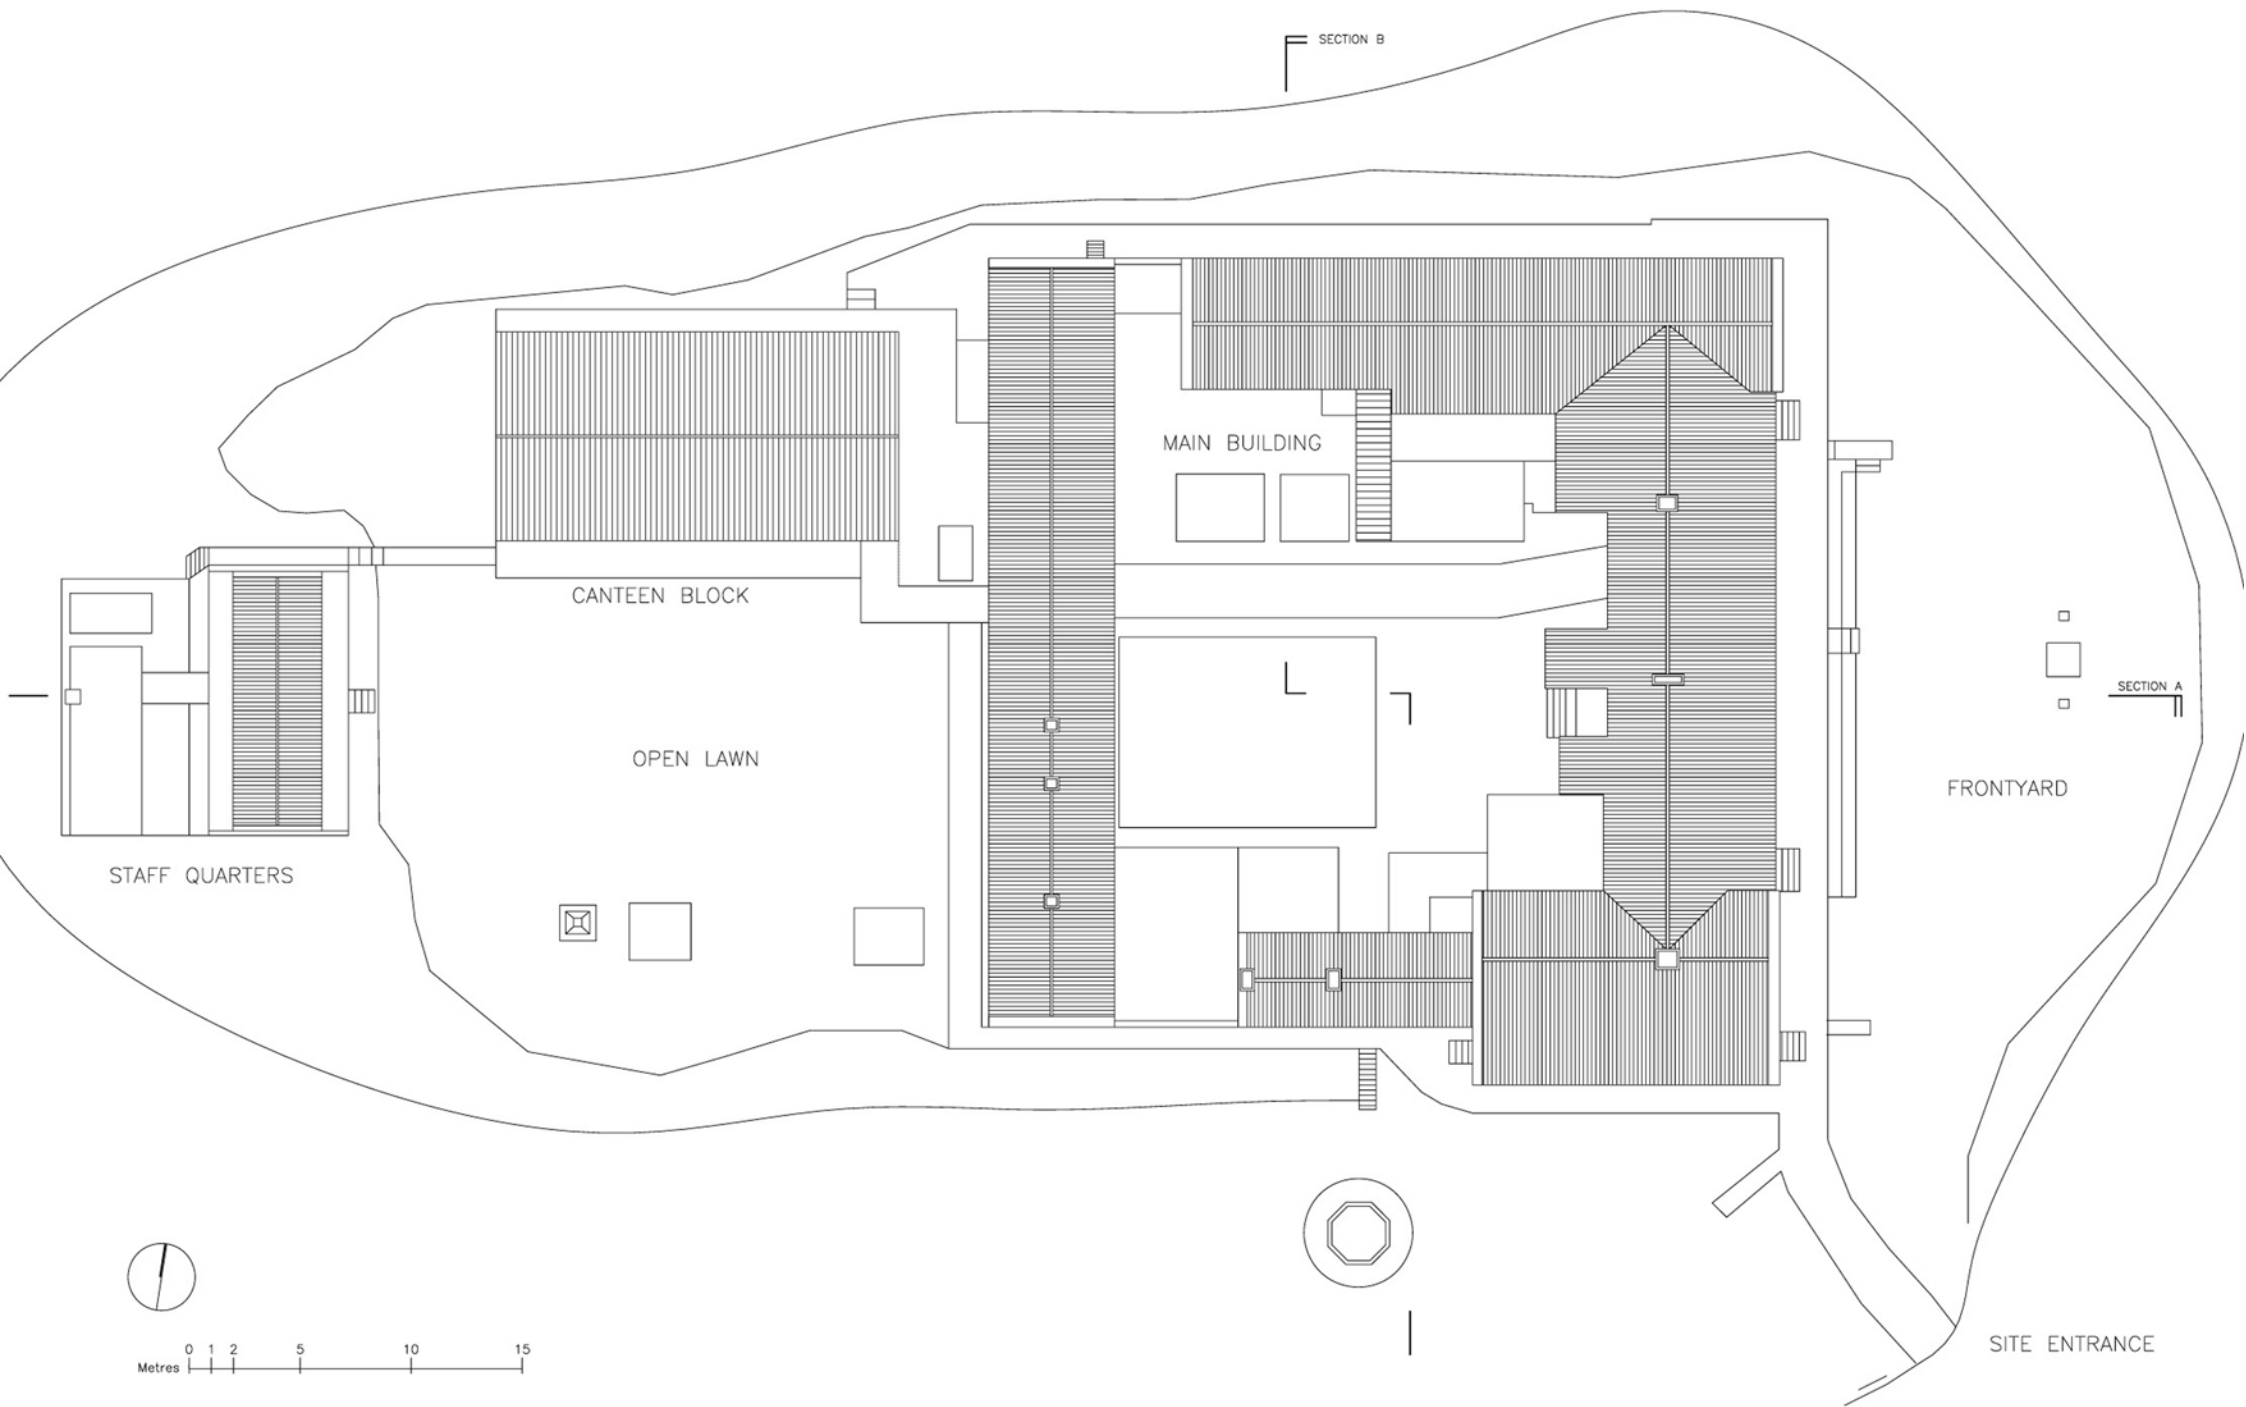 SECTION B
MAIN BUILDING
CANTEEN BLOCK
SECTION A
OPEN LAWN
FRONTYARD
STAFF QUARTERS
SITE ENTRANCE
0 1 2 5 10 15
Metres